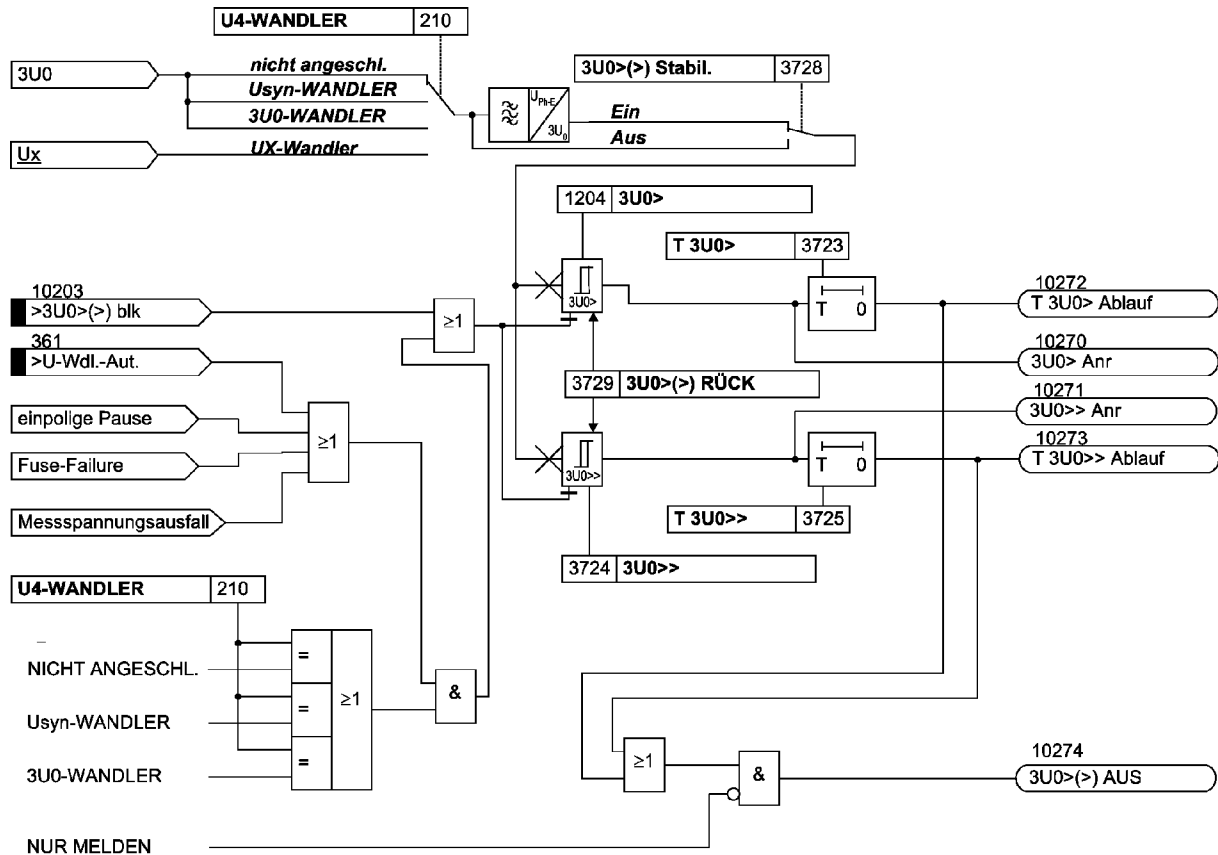 U4-WANDLER 210
3U0
nicht angeschl.
Usyn-WANDLER
3U0-WANDLER
Ux
UX-Wandler
U Ph-E
3U0
Ein
Aus
3U0>(>) Stabil. 3728
1204 3U0>
T 3U0> 3723
3U0>
T 0
10203
>3U0>(>) blk
361
>U-Wdl.-Aut.
einpolige Pause
Fuse-Failure
Messspannungsausfall
≥1
≥1
3729 3U0>(>) RÜCK
3U0>>
T 0
T 3U0>> 3725
3724 3U0>>
10272
T 3U0> Ablauf
10270
3U0> Anr
10271
3U0>> Anr
10273
T 3U0>> Ablauf
U4-WANDLER 210
NICHT ANGESCHL.
Usyn-WANDLER
3U0-WANDLER
=
=
=
≥1
&
≥1
&
10274
3U0>(>) AUS
NUR MELDEN